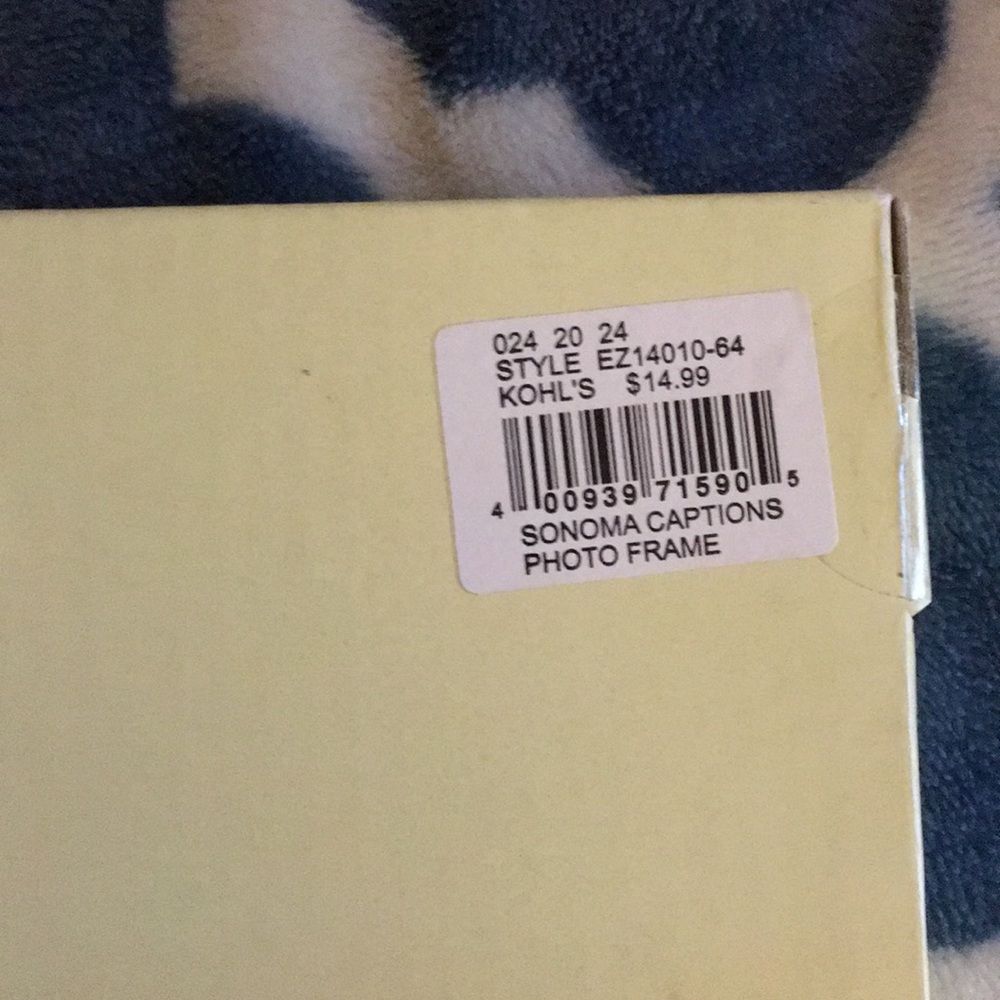 024 20 24
STYLE EZ14010-64
KOHL'S $14.99
4 00939 71590 5
SONOMA CAPTIONS
PHOTO FRAME